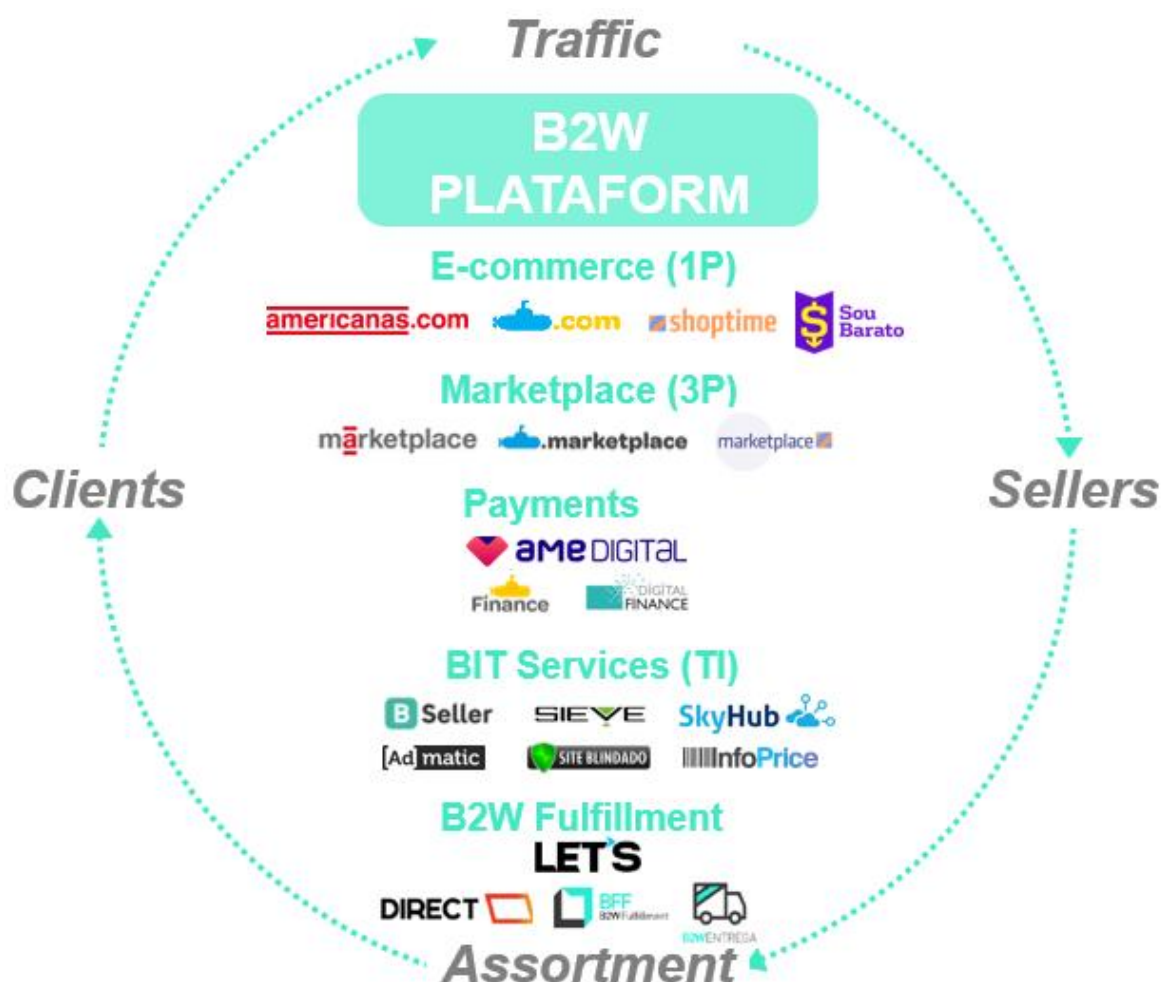 Traffic
B2W
PLATAFORM
E-commerce (1P)
americanas.com
.com
shoptime
Sou
Barato
Marketplace (3P)
marketplace
.marketplace
marketplace
Clients
Sellers
Payments
ame DIGITAL
Finance
DIGITAL
FINANCE
BIT Services (TI)
B Seller
SIEVE
SkyHub
[Ad]matic
SITE BLINDADO
InfoPrice
B2W Fulfillment
LET'S
DIRECT
BFF
B2W Fulfillment
B2WENTREGA
Assortment